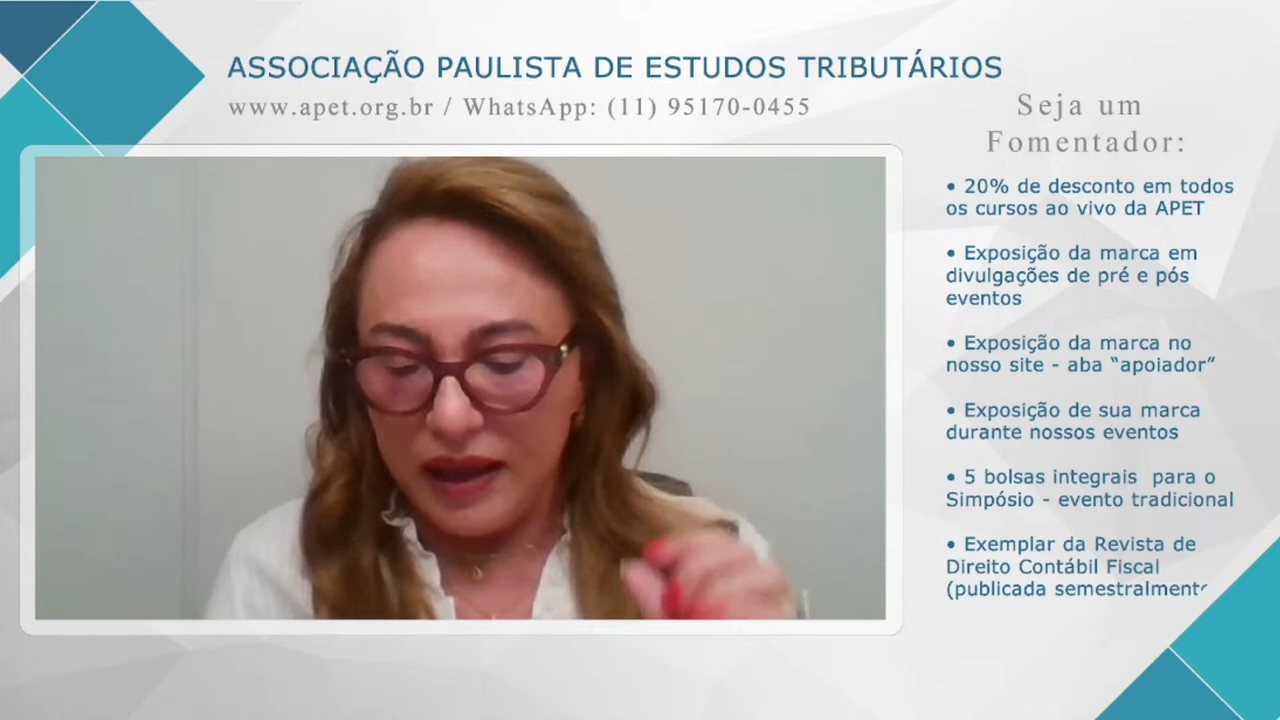 ASSOCIAÇÃO PAULISTA DE ESTUDOS TRIBUTÁRIOS
www.apet.org.br / WhatsApp: (11) 95170-0455
Seja um
Fomentador:
• 20% de desconto em todos
os cursos ao vivo da APET
• Exposição da marca em
divulgações de pré e pós
eventos
• Exposição da marca no
nosso site - aba “apoiador”
• Exposição de sua marca
durante nossos eventos
• 5 bolsas integrais para o
Simpósio - evento tradicional
• Exemplar da Revista de
Direito Contábil Fiscal
(publicada semestralmente